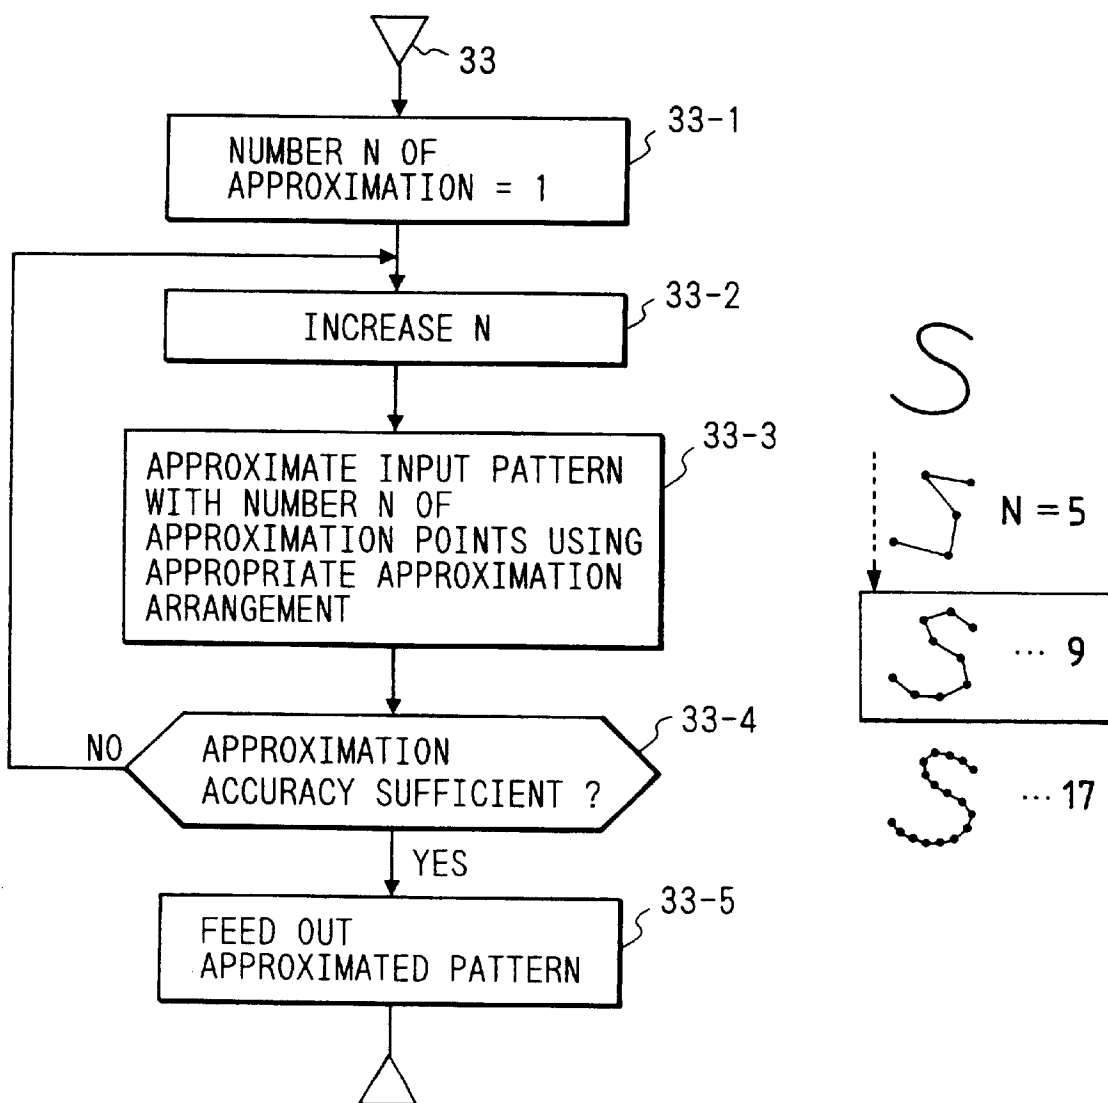 33
33-1
NUMBER N OF
APPROXIMATION = 1
33-2
INCREASE N
33-3
APPROXIMATE INPUT PATTERN
WITH NUMBER N OF
APPROXIMATION POINTS USING
APPROPRIATE APPROXIMATION
ARRANGEMENT
33-4
NO
APPROXIMATION
ACCURACY SUFFICIENT ?
YES
33-5
FEED OUT
APPROXIMATED PATTERN
N = 5
... 9
... 17